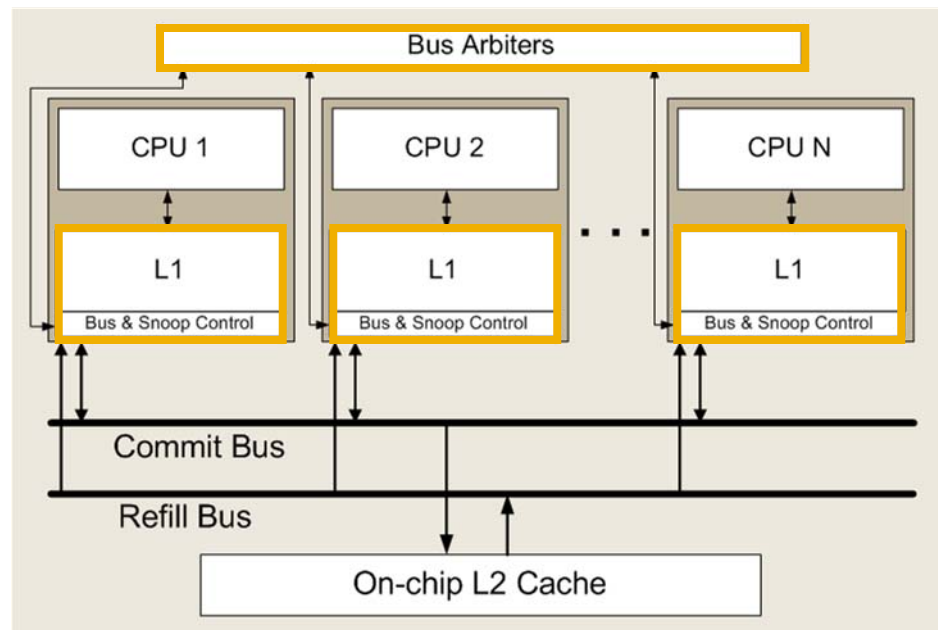 Bus Arbiters
CPU 1
CPU 2
CPU N
L1
L1
L1
Bus & Snoop Control
Bus & Snoop Control
Bus & Snoop Control
Commit Bus
Refill Bus
On-chip L2 Cache